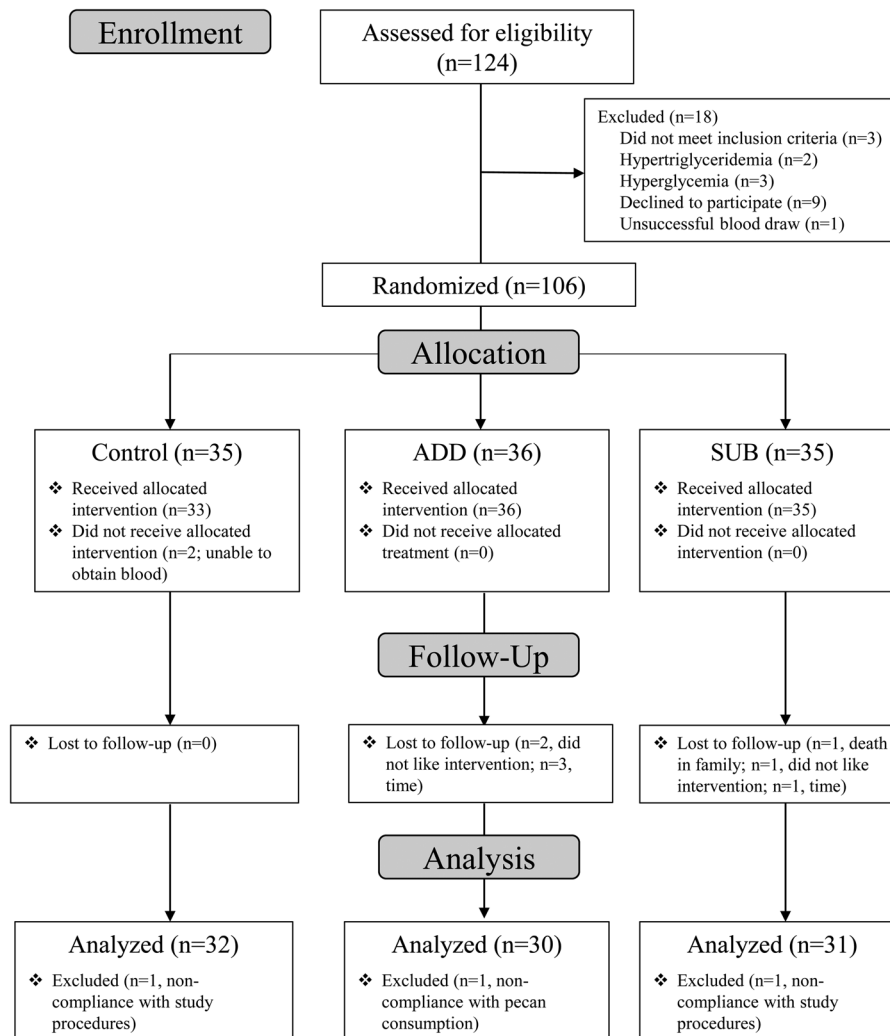 Enrollment
Assessed for eligibility
(n=124)
Excluded (n=18)
Did not meet inclusion criteria (n=3)
Hypertriglyceridemia (n=2)
Hyperglycemia (n=3)
Declined to participate (n=9)
Unsuccessful blood draw (n=1)
Randomized (n=106)
Allocation
Control (n=35)
❖ Received allocated
intervention (n=33)
❖ Did not receive allocated
intervention (n=2; unable to
obtain blood)
ADD (n=36)
❖ Received allocated
intervention (n=36)
❖ Did not receive allocated
treatment (n=0)
SUB (n=35)
❖ Received allocated
intervention (n=35)
❖ Did not receive allocated
intervention (n=0)
Follow-Up
❖ Lost to follow-up (n=0)
❖ Lost to follow-up (n=2, did
not like intervention; n=3,
time)
❖ Lost to follow-up (n=1, death
in family; n=1, did not like
intervention; n=1, time)
Analysis
Analyzed (n=32)
❖ Excluded (n=1, non-
compliance with study
procedures)
Analyzed (n=30)
❖ Excluded (n=1, non-
compliance with pecan
consumption)
Analyzed (n=31)
❖ Excluded (n=1, non-
compliance with study
procedures)